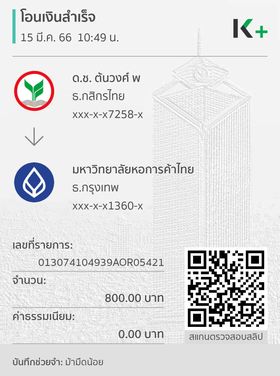 โอนเงินสำเร็จ
15 มี.ค. 66 10:49 น.
K+
ด.ช. ต้นวงศ์ พ
ธ.กสิกรไทย
xxx-x-x7258-x
มหาวิทยาลัยหอการค้าไทย
ธ.กรุงเทพ
xxx-x-x1360-x
เลขที่รายการ:
013074104939AOR05421
จำนวน:
800.00 บาท
ค่าธรรมเนียม:
0.00 บาท
สแกนตรวจสอบสลิป
บันทึกช่วยจำ: ม้ามืดน้อย